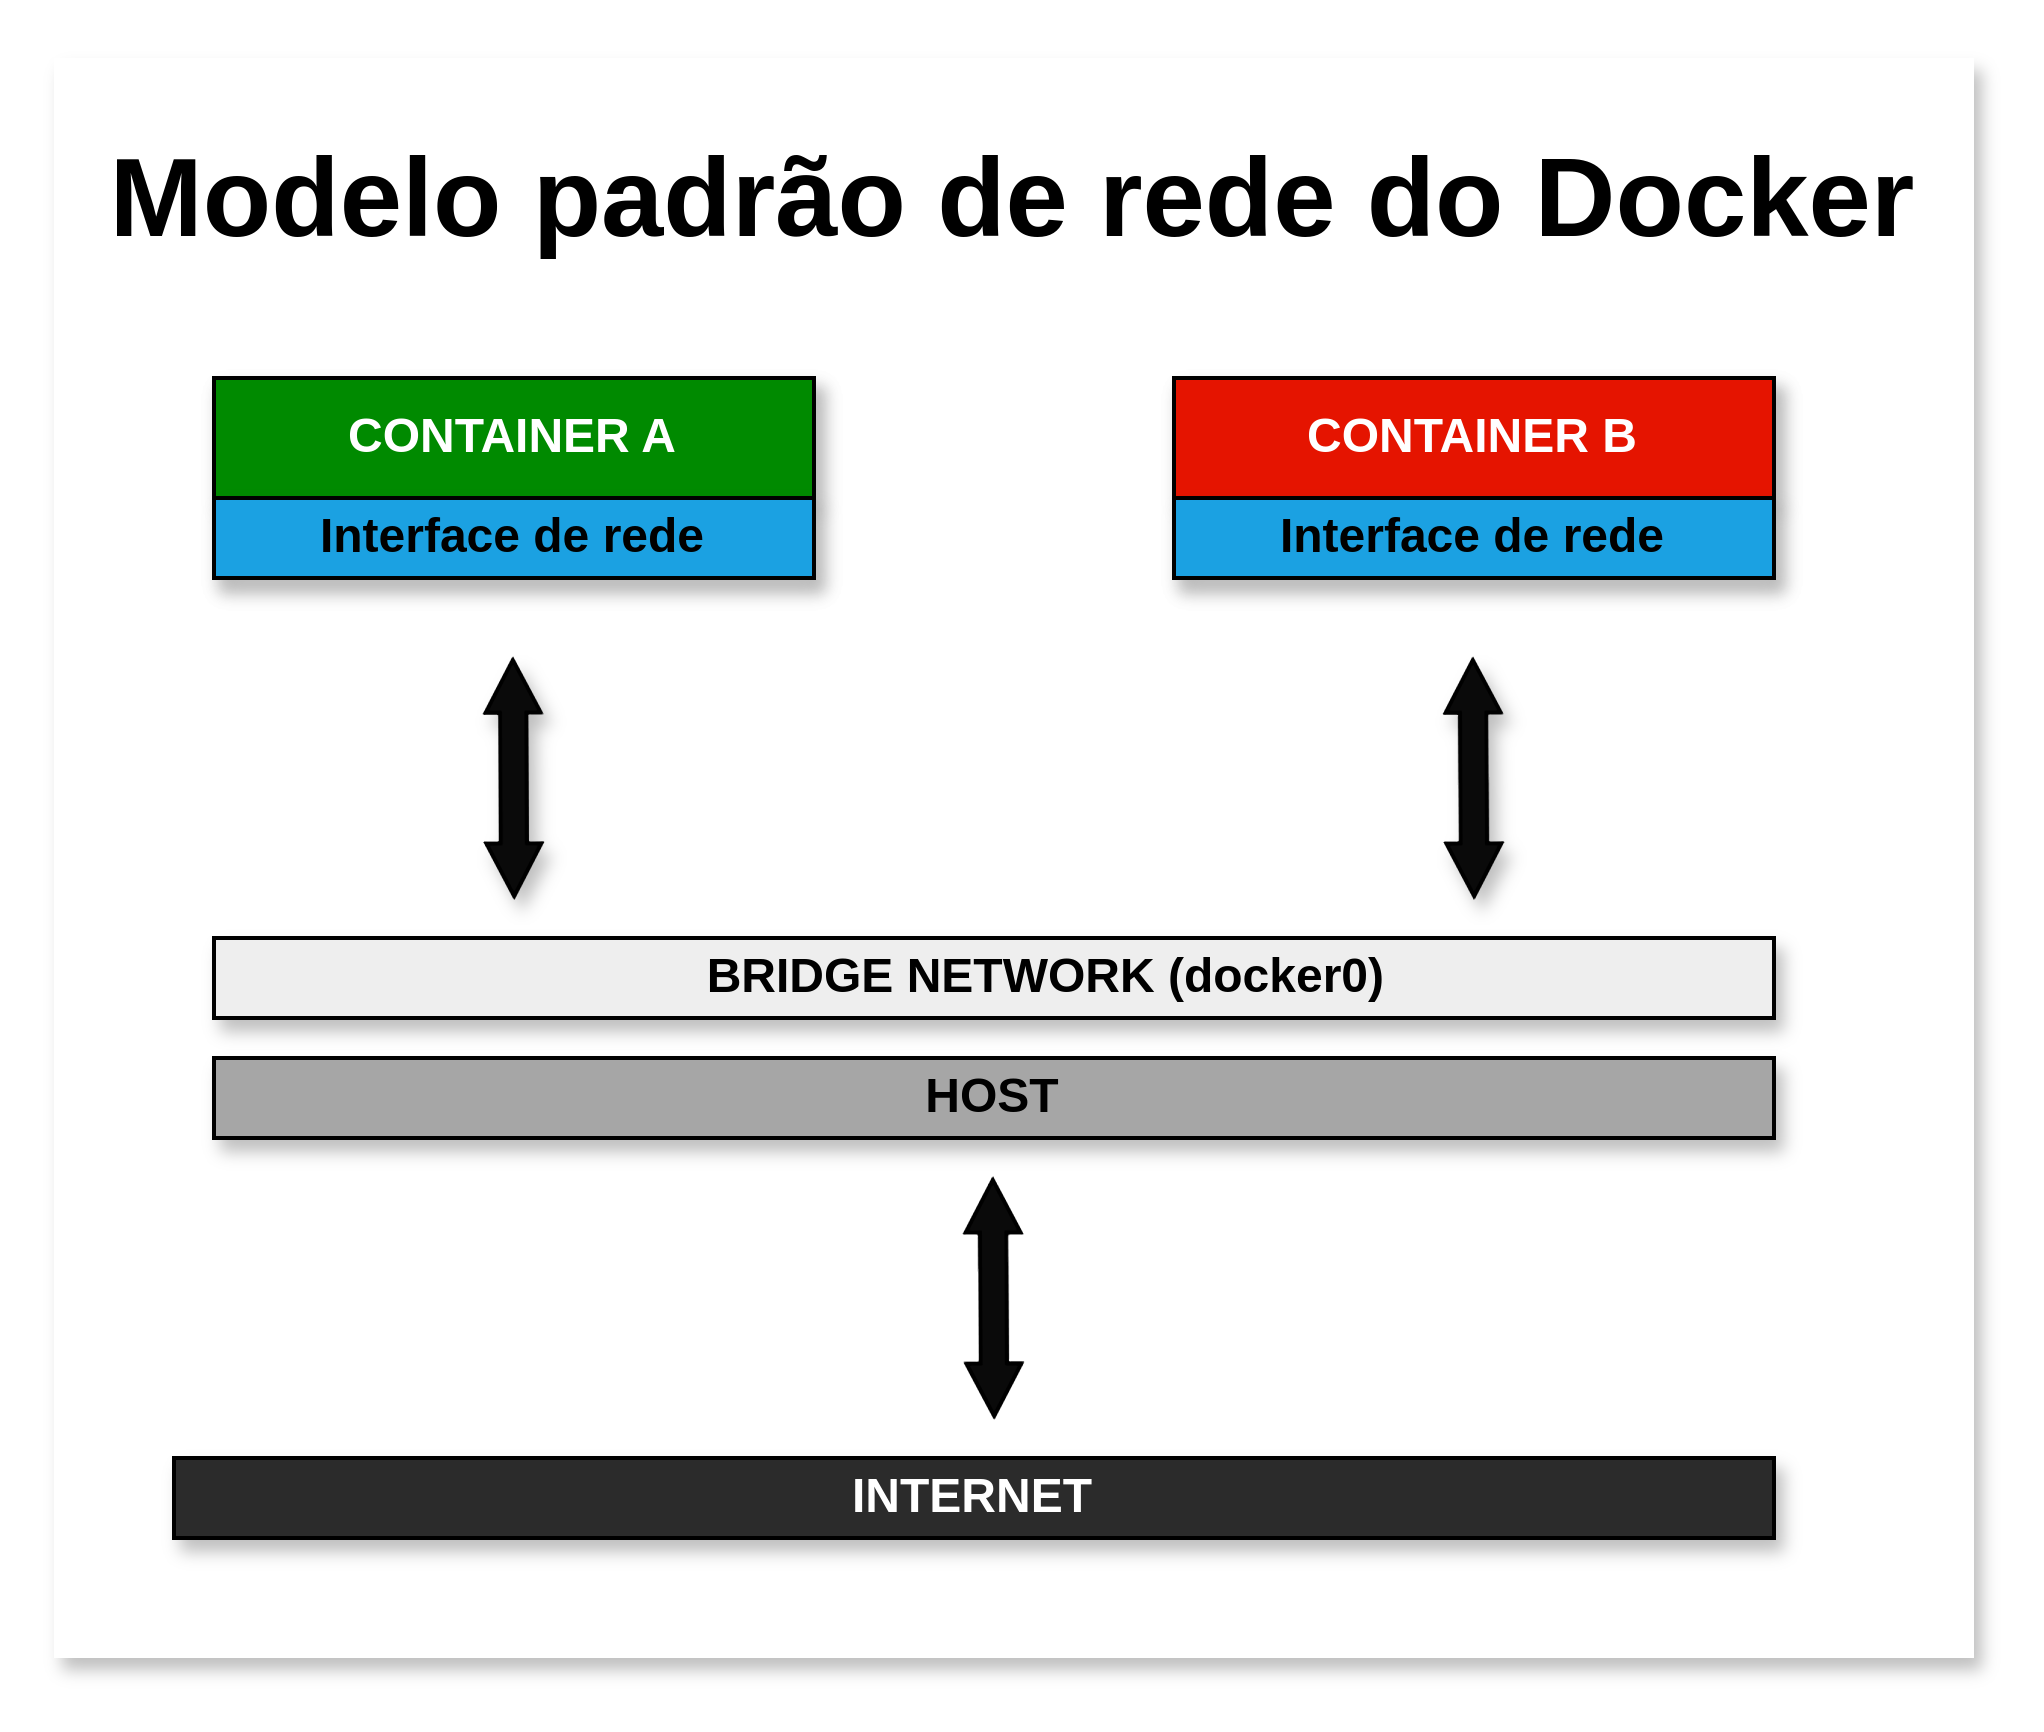 Modelo padrão de rede do Docker
CONTAINER A
Interface de rede
CONTAINER B
Interface de rede
BRIDGE NETWORK (docker0)
HOST
INTERNET